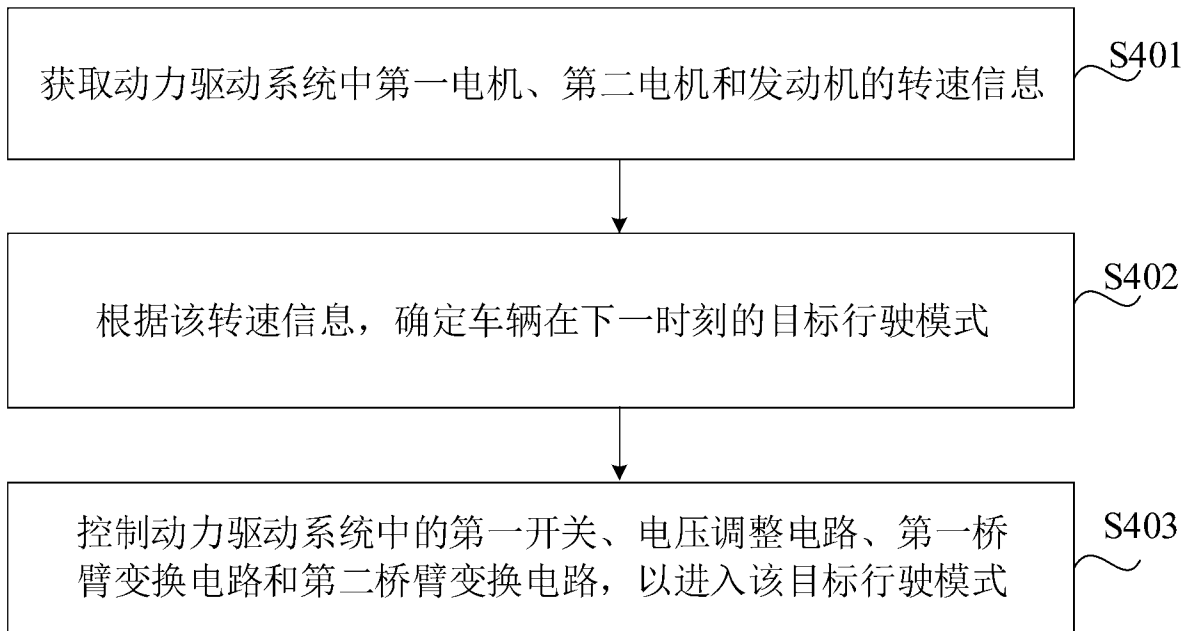 获取动力驱动系统中第一电机、第二电机和发动机的转速信息
S401
根据该转速信息，确定车辆在下一时刻的目标行驶模式
S402
控制动力驱动系统中的第一开关、电压调整电路、第一桥
臂变换电路和第二桥臂变换电路，以进入该目标行驶模式
S403